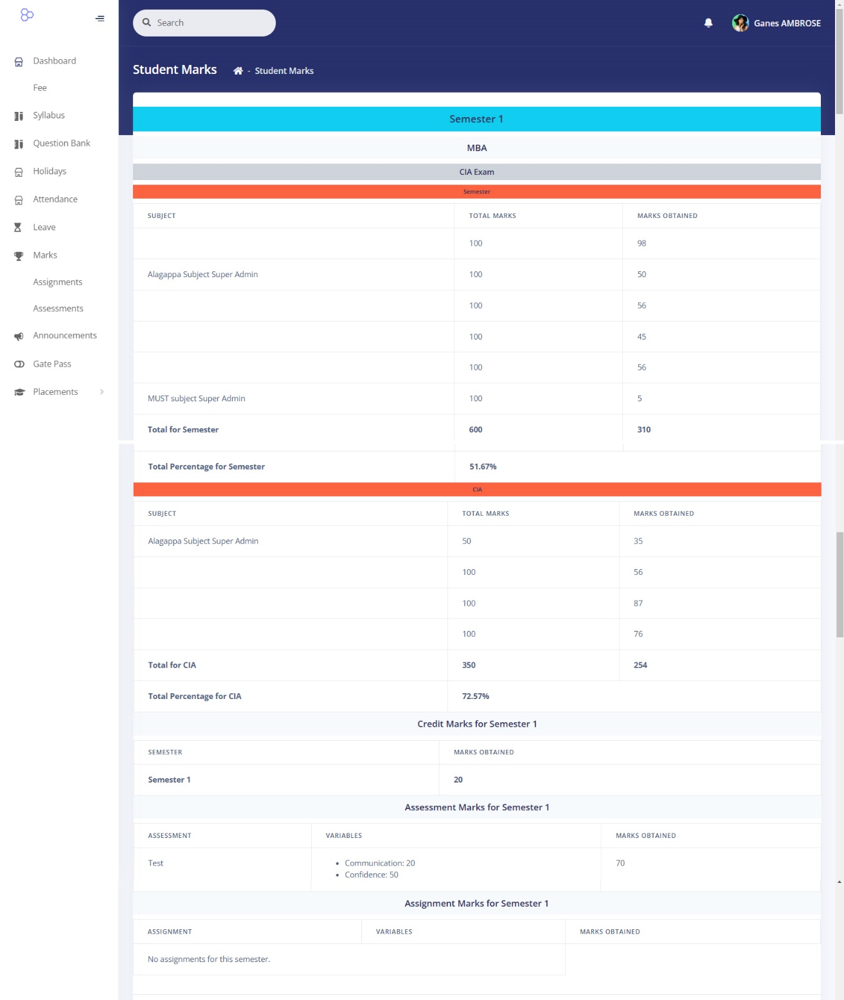 Search
Ganes AMBROSE
Dashboard
Fee
Syllabus
Question Bank
Holidays
Attendance
Leave
Marks
Assignments
Assessments
Announcements
Gate Pass
Placements
Student Marks - Student Marks
Semester 1
MBA
CIA Exam
Semester
SUBJECT TOTAL MARKS MARKS OBTAINED
100 98
Alagappa Subject Super Admin 100 50
100 56
100 45
100 56
MUST subject Super Admin 100 5
Total for Semester 600 310
Total Percentage for Semester 51.67%
CIA
SUBJECT TOTAL MARKS MARKS OBTAINED
Alagappa Subject Super Admin 50 35
100 56
100 87
100 76
Total for CIA 350 254
Total Percentage for CIA 72.57%
Credit Marks for Semester 1
SEMESTER MARKS OBTAINED
Semester 1 20
Assessment Marks for Semester 1
ASSESSMENT VARIABLES MARKS OBTAINED
Test • Communication: 20 70
• Confidence: 50
Assignment Marks for Semester 1
ASSIGNMENT VARIABLES MARKS OBTAINED
No assignments for this semester.